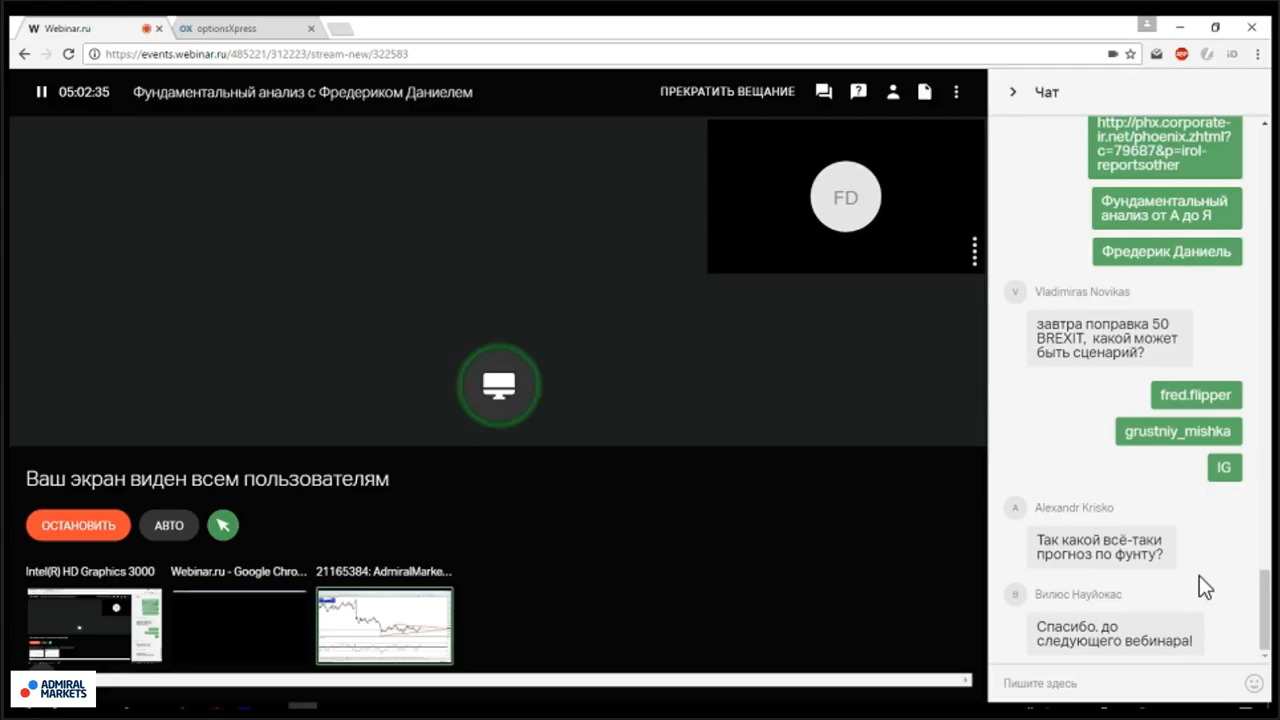 Webinar.ru
OX optionsXpress
https://events.webinar.ru/485221/312223/stream-new/322583
ABP
iD
05:02:35
Фундаментальный анализ с Фредериком Даниелем
ПРЕКРАТИТЬ ВЕЩАНИЕ
FD
Ваш экран виден всем пользователям
ОСТАНОВИТЬ
АВТО
Intel(R) HD Graphics 3000
Webinar.ru - Google Chro...
21165384: AdmiralMarke...
ADMIRAL
MARKETS
Чат
http://phx.corporate-
ir.net/phoenix.zhtml?
c=79687&p=irol-
reportsother
Фундаментальный
анализ от А до Я
Фредерик Даниель
V
Vladimiras Novikas
завтра поправка 50
BREXIT, какой может
быть сценарий?
fred.flipper
grustniy_mishka
IG
A
Alexandr Krisko
Так какой всё-таки
прогноз по фунту?
В
Вилюс Науйокас
Спасибо, до
следующего вебинара!
Пишите здесь